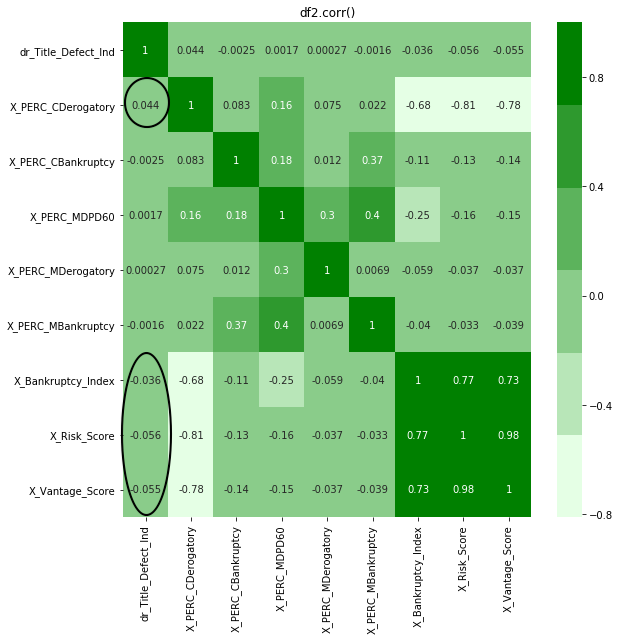 df2.corr()
dr_Title_Defect_Ind 1 0.044 -0.0025 0.0017 0.00027 -0.0016 -0.036 -0.056 -0.055
X_PERC_CDerogatory 0.044 1 0.083 0.16 0.075 0.022 -0.68 -0.81 -0.78
X_PERC_CBankruptcy -0.0025 0.083 1 0.18 0.012 0.37 -0.11 -0.13 -0.14
X_PERC_MDPD60 0.0017 0.16 0.18 1 0.3 0.4 -0.25 -0.16 -0.15
X_PERC_MDerogatory 0.00027 0.075 0.012 0.3 1 0.0069 -0.059 -0.037 -0.037
X_PERC_MBankruptcy -0.0016 0.022 0.37 0.4 0.0069 1 -0.04 -0.033 -0.039
X_Bankruptcy_Index -0.036 -0.68 -0.11 -0.25 -0.059 -0.04 1 0.77 0.73
X_Risk_Score -0.056 -0.81 -0.13 -0.16 -0.037 -0.033 0.77 1 0.98
X_Vantage_Score -0.055 -0.78 -0.14 -0.15 -0.037 -0.039 0.73 0.98 1
dr_Title_Defect_Ind
X_PERC_CDerogatory
X_PERC_CBankruptcy
X_PERC_MDPD60
X_PERC_MDerogatory
X_PERC_MBankruptcy
X_Bankruptcy_Index
X_Risk_Score
X_Vantage_Score
0.8
0.4
0.0
−0.4
−0.8